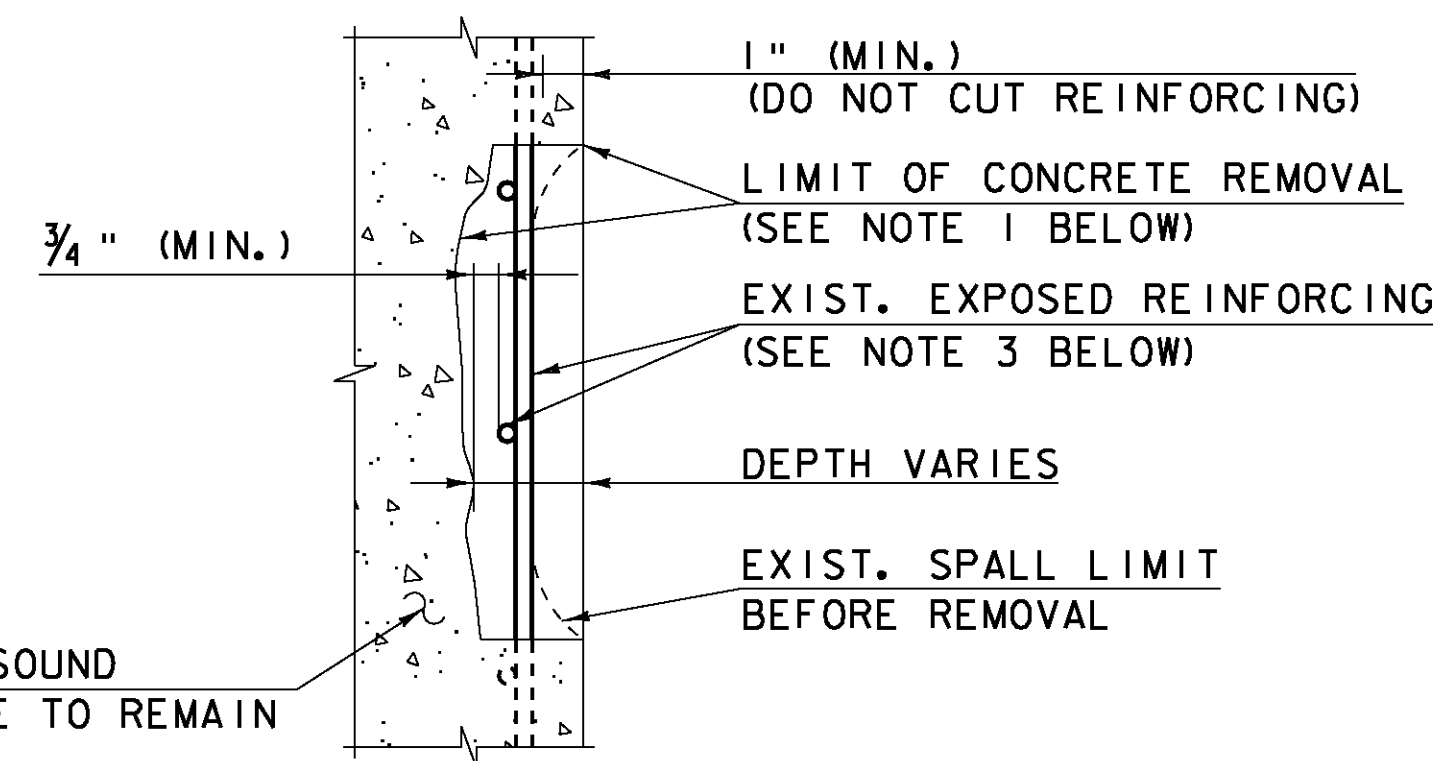 1" (MIN.)
(DO NOT CUT REINFORCING)
LIMIT OF CONCRETE REMOVAL
(SEE NOTE 1 BELOW)
¾" (MIN.)
EXIST. EXPOSED REINFORCING
(SEE NOTE 3 BELOW)
DEPTH VARIES
EXIST. SPALL LIMIT
BEFORE REMOVAL
SOUND
TO REMAIN